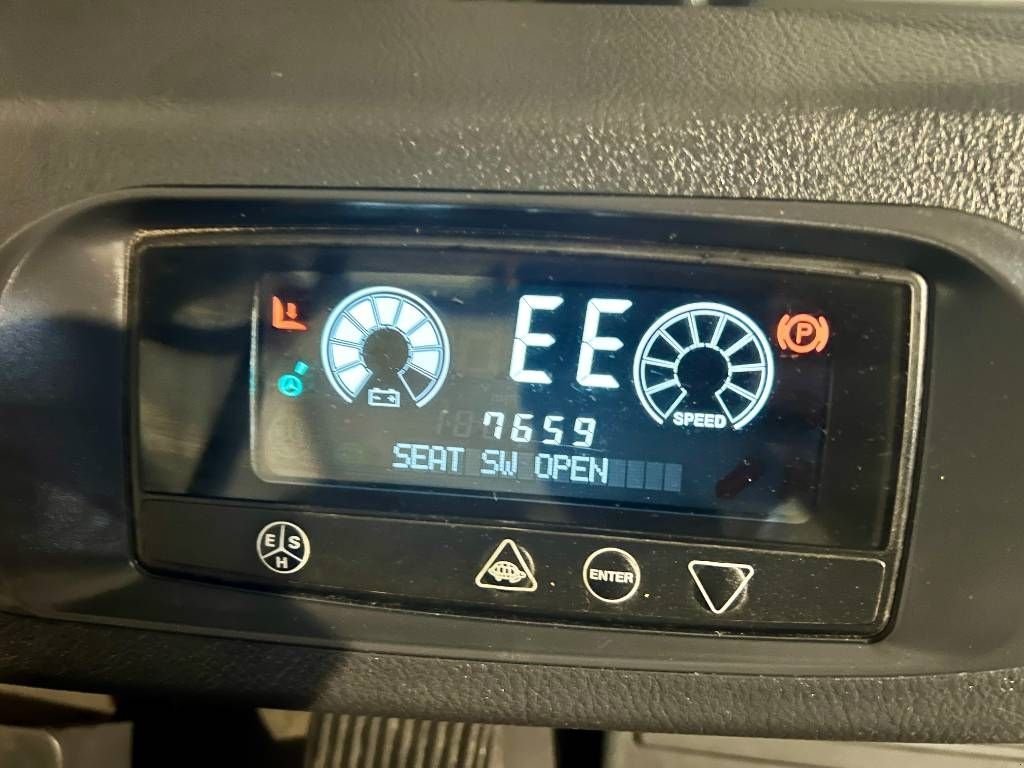 EE
P
SPEED
7659
SEAT SW OPEN
E S
H
ENTER